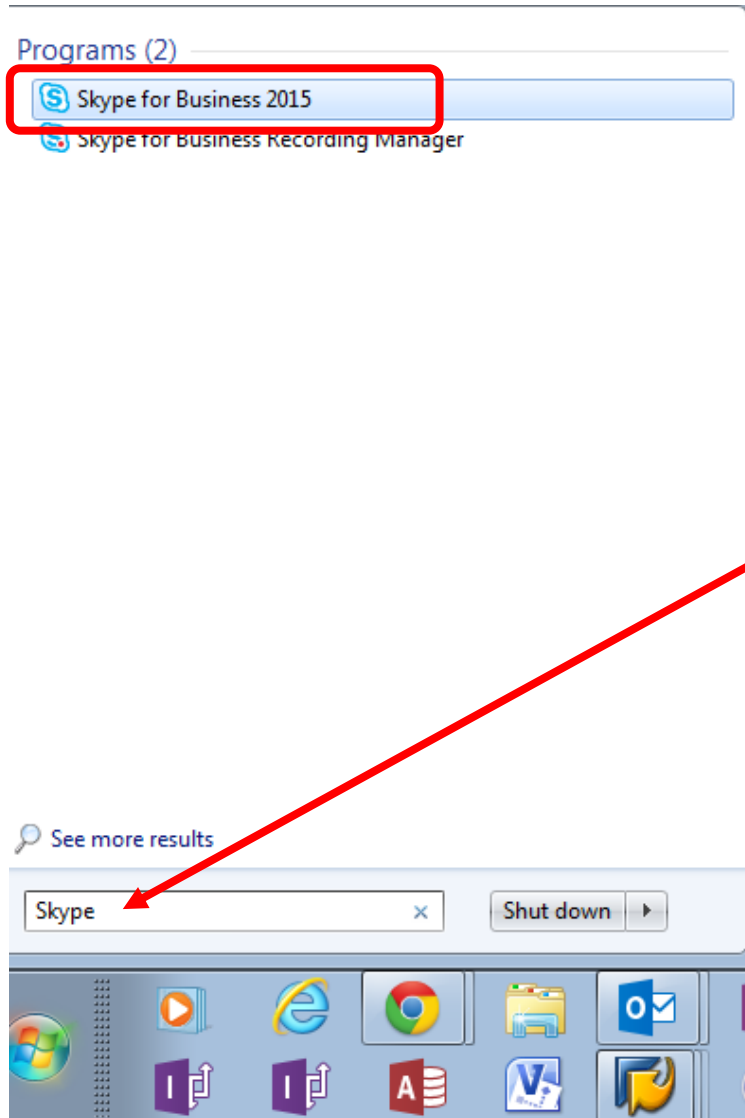 Programs (2)
Skype for Business 2015
Skype for Business Recording Manager
See more results
Skype
Shut down